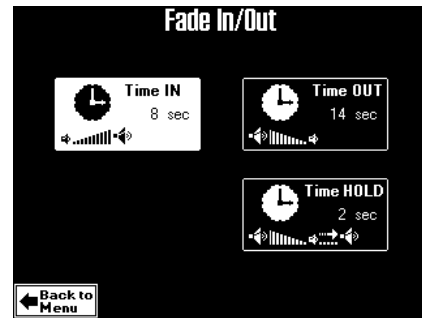 Fade In/Out
Time IN
8 sec
Time OUT
14 sec
Time HOLD
2 sec
Back to
Menu